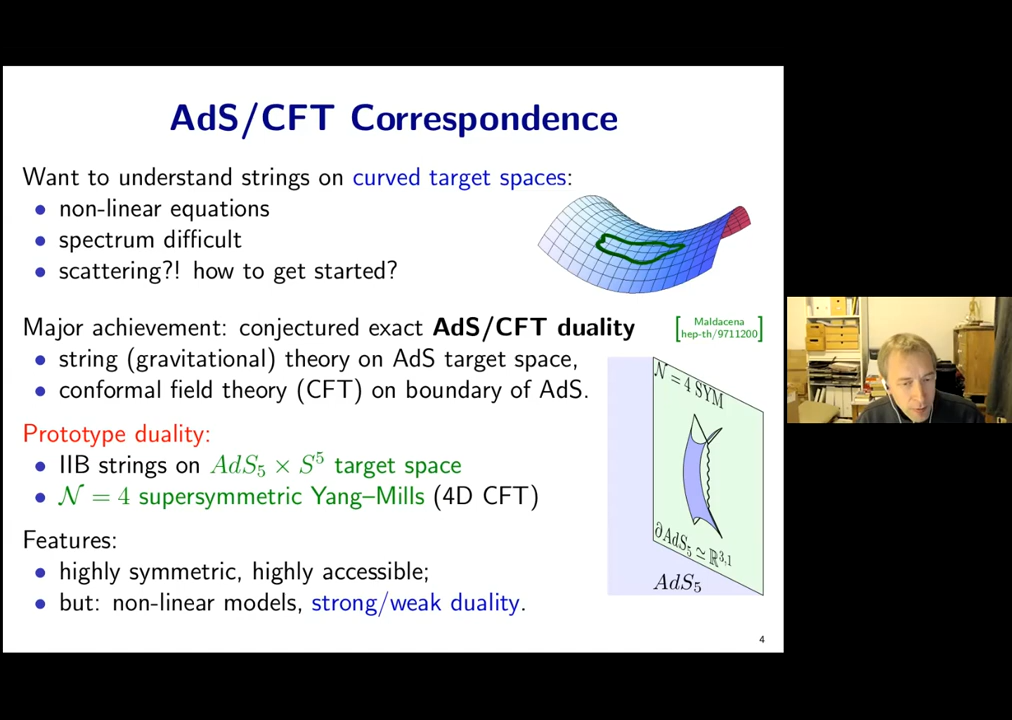 AdS/CFT Correspondence
Want to understand strings on curved target spaces:
• non-linear equations
• spectrum difficult
• scattering?! how to get started?
Major achievement: conjectured exact AdS/CFT duality
[Maldacena
hep-th/9711200]
• string (gravitational) theory on AdS target space,
• conformal field theory (CFT) on boundary of AdS.
Prototype duality:
• IIB strings on AdS₅ × S⁵ target space
• 𝒩 = 4 supersymmetric Yang–Mills (4D CFT)
Features:
• highly symmetric, highly accessible;
• but: non-linear models, strong/weak duality.
𝒩 = 4 SYM
∂AdS₅ ≃ ℝ³,¹
AdS₅
4